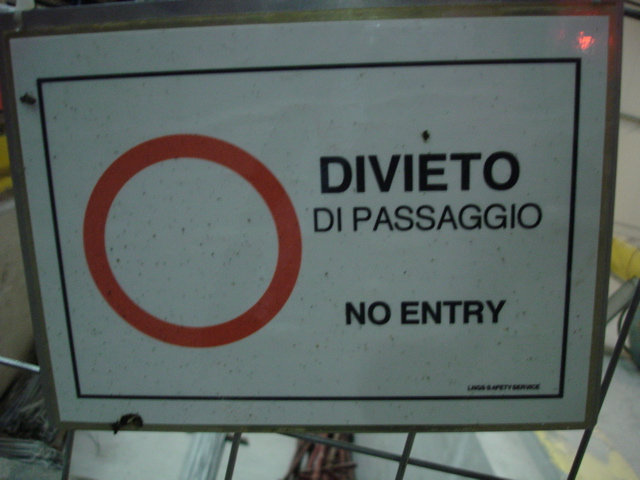 DIVIETO
DI PASSAGGIO
NO ENTRY